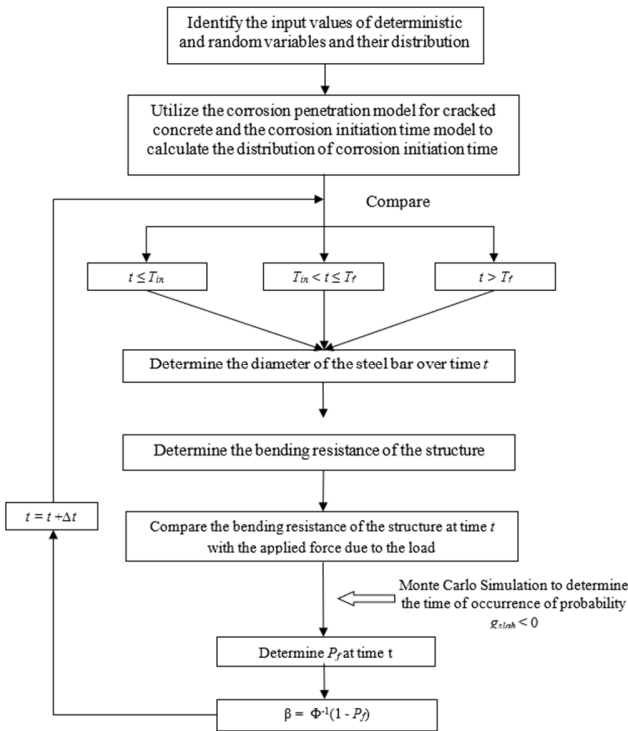 Identify the input values of deterministic
and random variables and their distribution
Utilize the corrosion penetration model for cracked
concrete and the corrosion initiation time model to
calculate the distribution of corrosion initiation time
Compare
t ≤ Tin
Tin < t ≤ Tf
t > Tf
Determine the diameter of the steel bar over time t
Determine the bending resistance of the structure
t = t +Δt
Compare the bending resistance of the structure at time t
with the applied force due to the load
Monte Carlo Simulation to determine
the time of occurrence of probability
gslab < 0
Determine Pf at time t
β = Φ-1(1 - Pf)